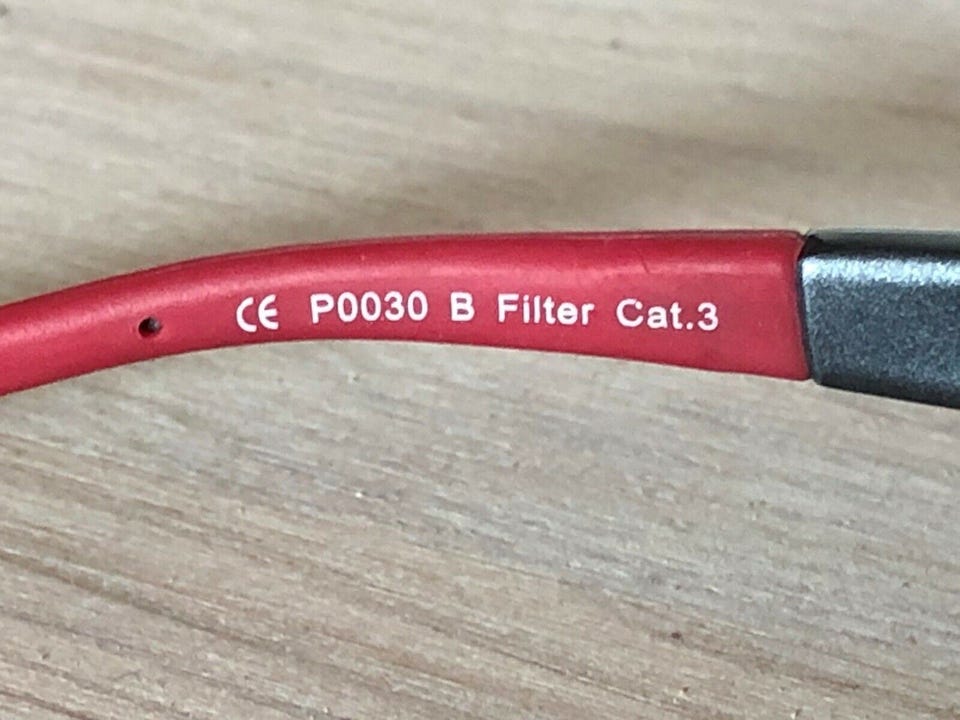 CE P0030 B Filter Cat.3